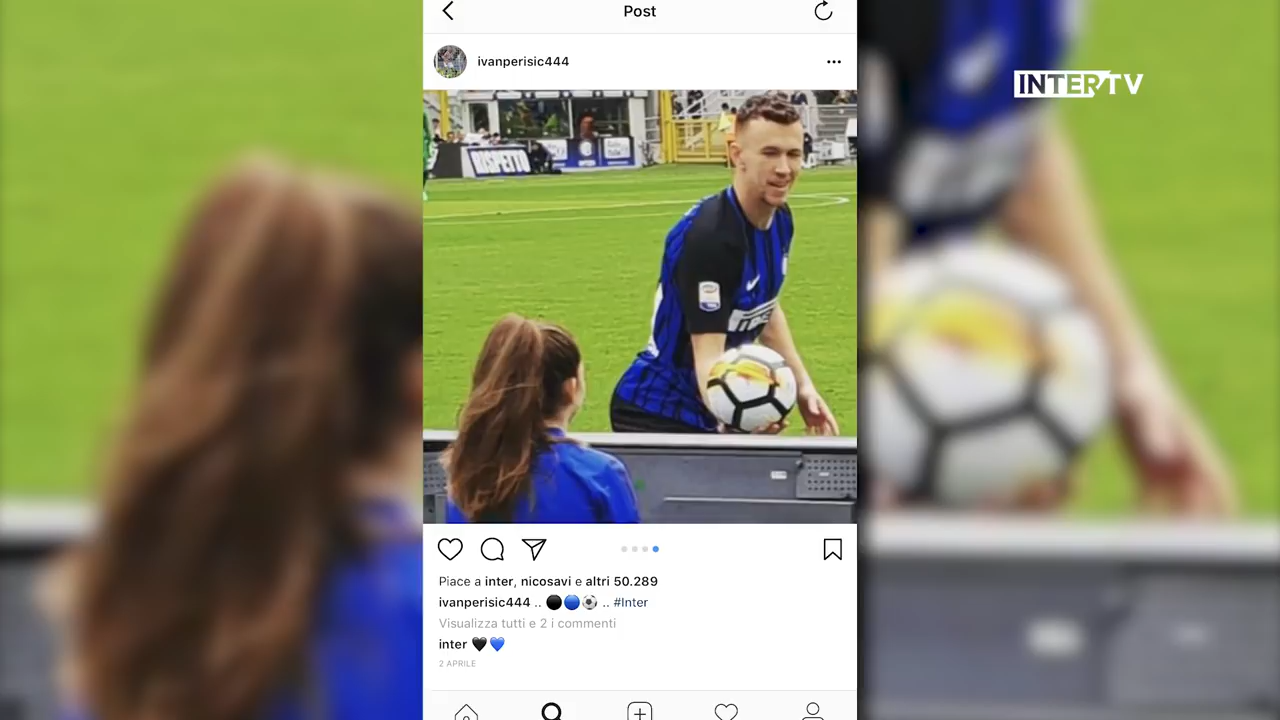 Post
ivanperisic444
INTER TV
RISPETTO
Piace a inter, nicosavi e altri 50.289
ivanperisic444 .. ⚫🔵⚽ .. #Inter
Visualizza tutti e 2 i commenti
inter 🖤💙
2 APRILE